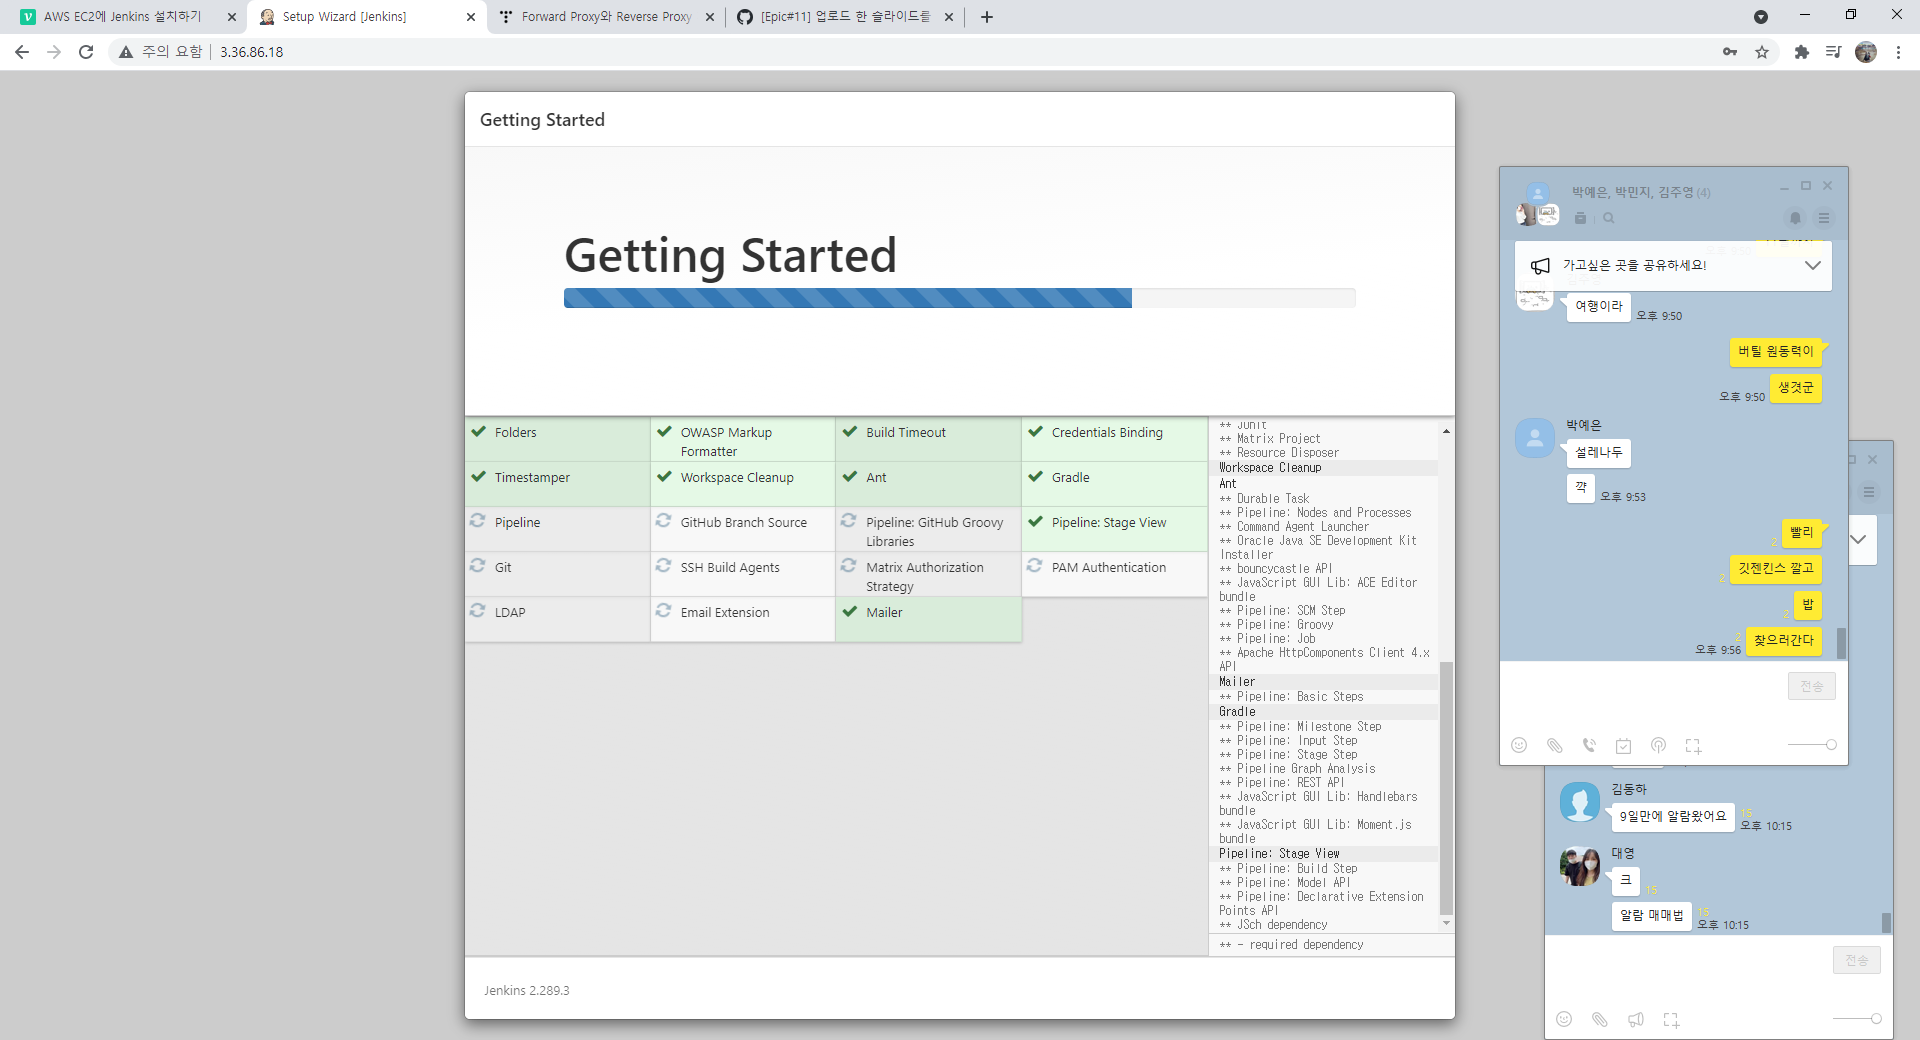 AWS EC2에 Jenkins 설치하기
Setup Wizard [Jenkins]
Forward Proxy와 Reverse Proxy
[Epic#11] 업로드 한 슬라이드를
주의 요함
3.36.86.18
Getting Started
Getting Started
Folders
OWASP Markup
Formatter
Build Timeout
Credentials Binding
Timestamper
Workspace Cleanup
Ant
Gradle
Pipeline
GitHub Branch Source
Pipeline: GitHub Groovy
Libraries
Pipeline: Stage View
Git
SSH Build Agents
Matrix Authorization
Strategy
PAM Authentication
LDAP
Email Extension
Mailer
** JUnit
** Matrix Project
** Resource Disposer
Workspace Cleanup
Ant
** Durable Task
** Pipeline: Nodes and Processes
** Command Agent Launcher
** Oracle Java SE Development Kit
Installer
** bouncycastle API
** JavaScript GUI Lib: ACE Editor
bundle
** Pipeline: SCM Step
** Pipeline: Groovy
** Pipeline: Job
** Apache HttpComponents Client 4.x
API
Mailer
** Pipeline: Basic Steps
Gradle
** Pipeline: Milestone Step
** Pipeline: Input Step
** Pipeline: Stage Step
** Pipeline Graph Analysis
** Pipeline: REST API
** JavaScript GUI Lib: Handlebars
bundle
** JavaScript GUI Lib: Moment.js
bundle
Pipeline: Stage View
** Pipeline: Build Step
** Pipeline: Model API
** Pipeline: Declarative Extension
Points API
** JSch dependency
** - required dependency
Jenkins 2.289.3
박예은, 박민지, 김주영 (4)
가고싶은 곳을 공유하세요!
여행이라
오후 9:50
버틸 원동력이
생겻군
오후 9:50
박예은
설레나두
꺅
오후 9:53
빨리
2
깃젠킨스 깔고
2
밥
2
찾으러간다
2
오후 9:56
전송
김동하
9일만에 알람왔어요
15
오후 10:15
대영
크
15
알람 매매법
15
오후 10:15
전송